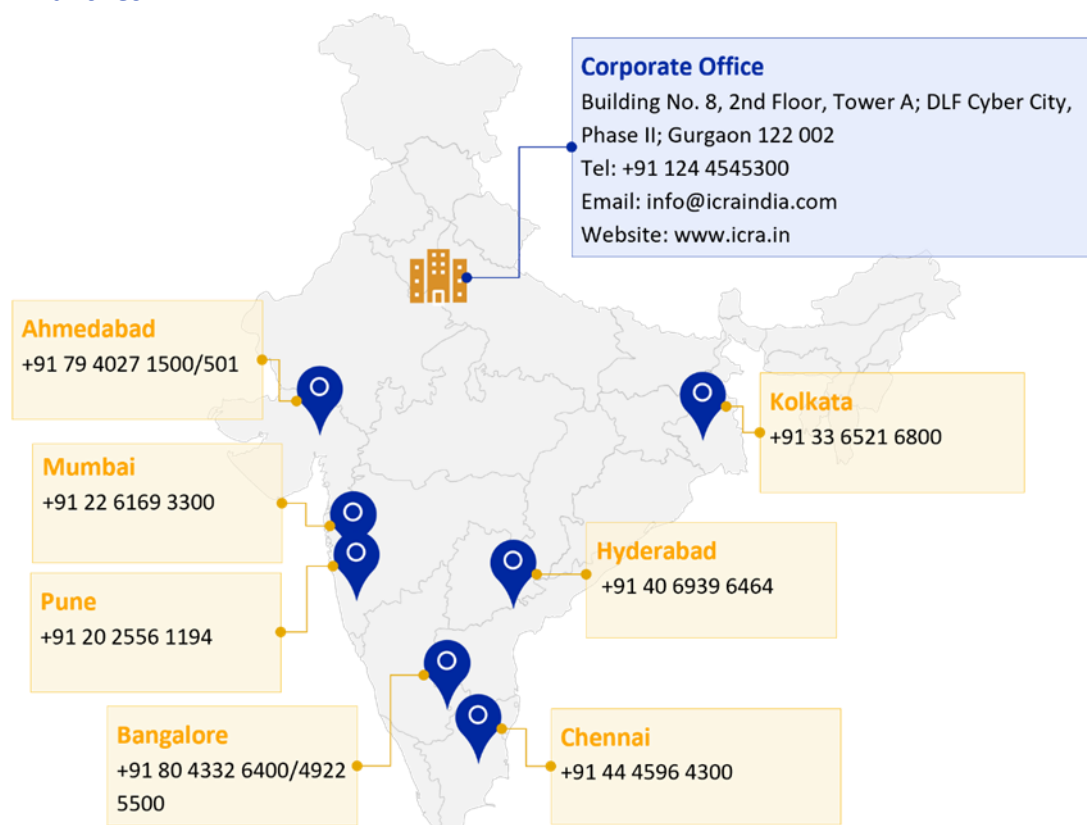 Corporate Office
Building No. 8, 2nd Floor, Tower A; DLF Cyber City,
Phase II; Gurgaon 122 002
Tel: +91 124 4545300
Email: info@icraindia.com
Website: www.icra.in
Ahmedabad
+91 79 4027 1500/501
Kolkata
+91 33 6521 6800
Mumbai
+91 22 6169 3300
Hyderabad
+91 40 6939 6464
Pune
+91 20 2556 1194
Bangalore
+91 80 4332 6400/4922
5500
Chennai
+91 44 4596 4300